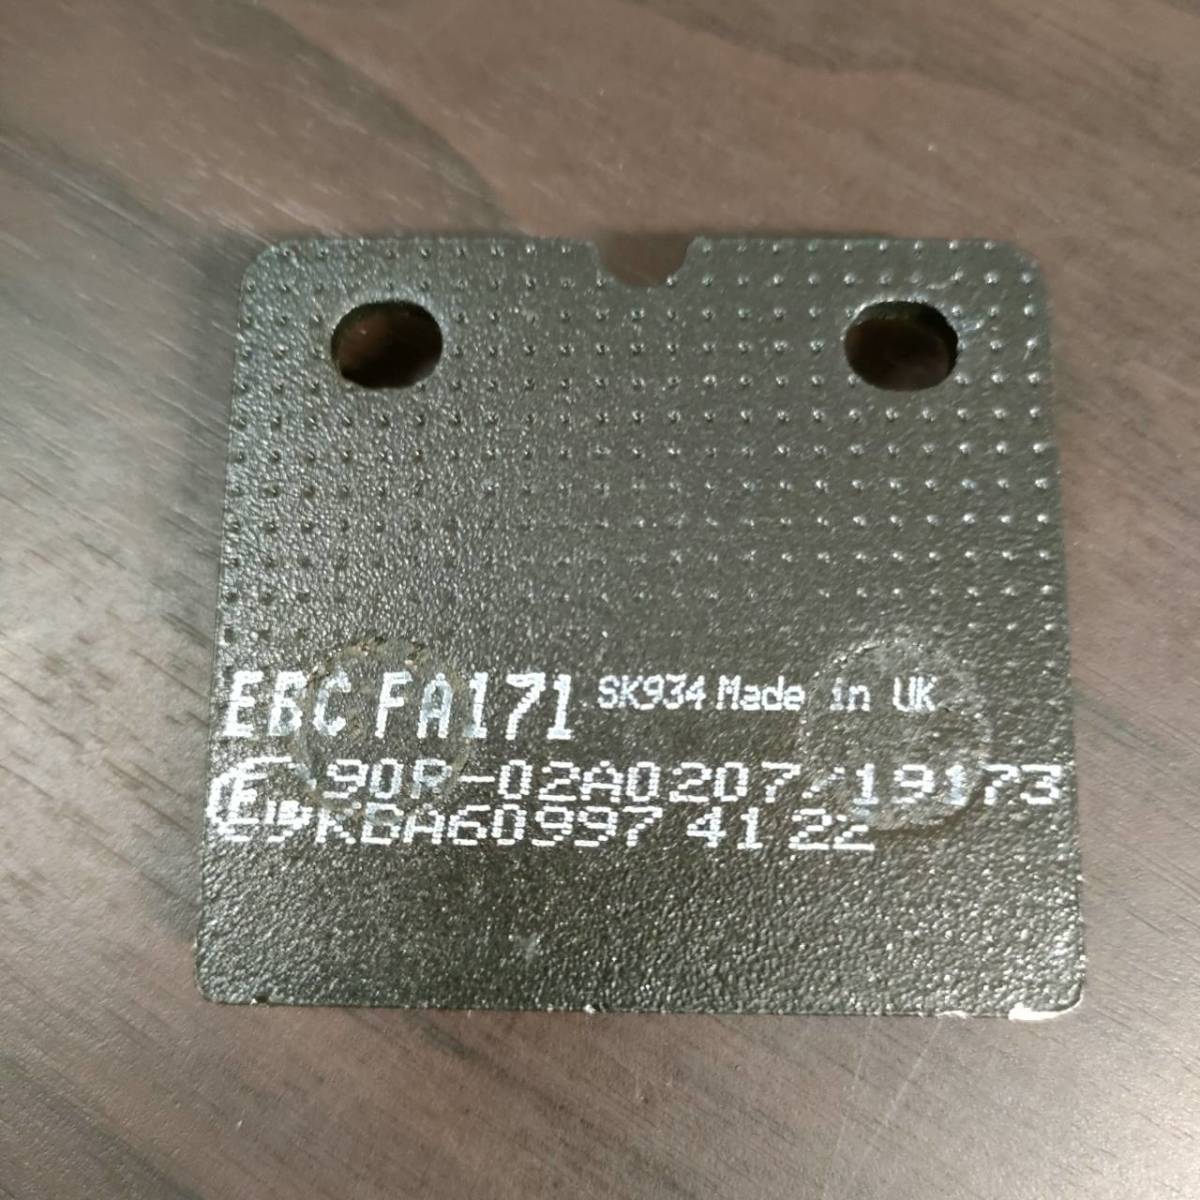 EBC FA171 SK934 Made in UK
E 90R-02A0207/19173
KBA60997 41 22